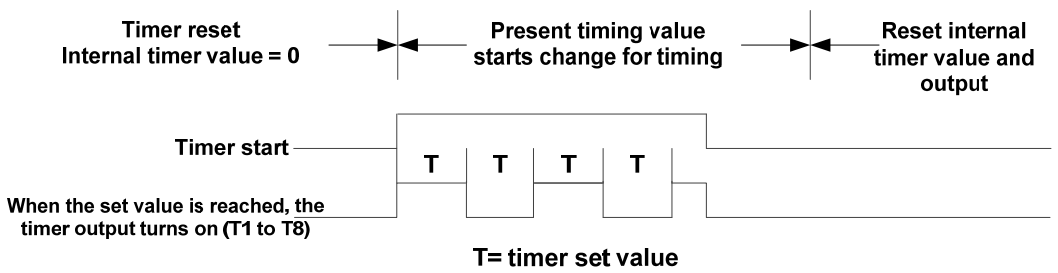 Timer reset
Internal timer value = 0
Present timing value
starts change for timing
Reset internal
timer value and
output
Timer start
T T T T
When the set value is reached, the
timer output turns on (T1 to T8)
T= timer set value